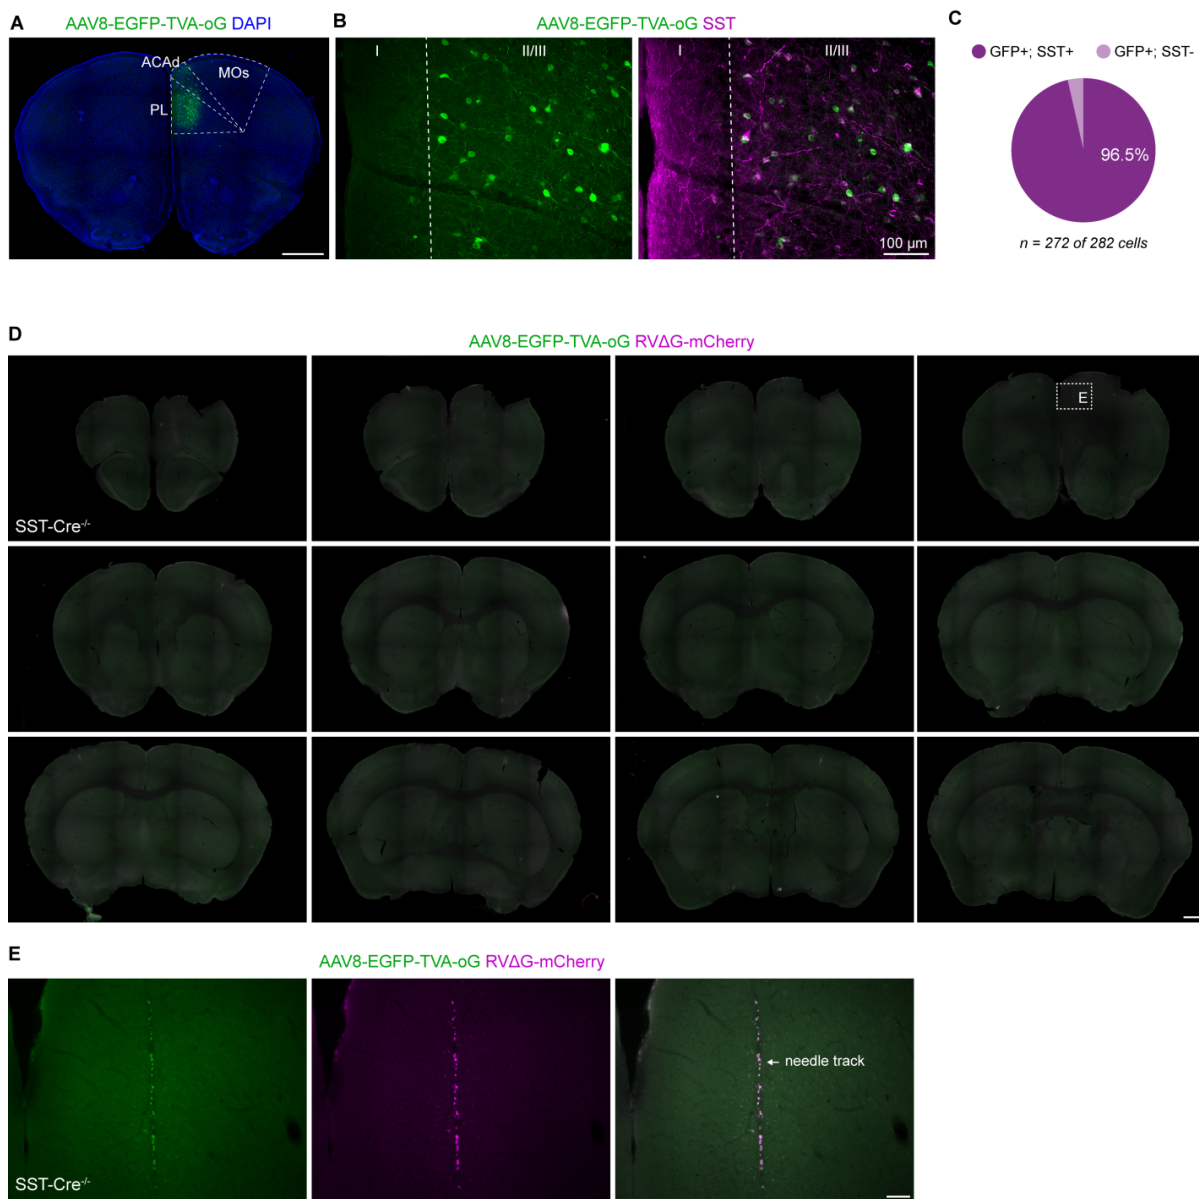 A
AAV8-EGFP-TVA-oG DAPI
ACAd
MOs
PL
B
AAV8-EGFP-TVA-oG SST
I
II/III
I
II/III
100 µm
C
GFP+; SST+
GFP+; SST-
96.5%
n = 272 of 282 cells
D
AAV8-EGFP-TVA-oG RVΔG-mCherry
E
SST-Cre-/-
E
AAV8-EGFP-TVA-oG RVΔG-mCherry
needle track
SST-Cre-/-